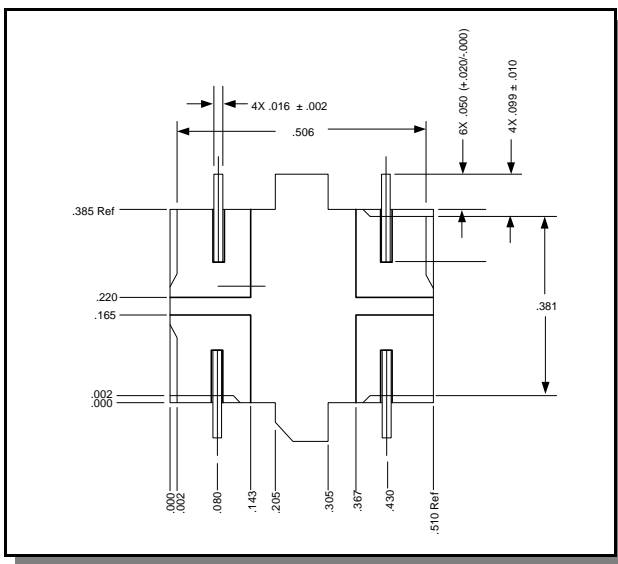 6X .050 (+.020/-.000)
4X .099 ± .010
4X .016 ± .002
.506
.385 Ref
.220
.165
.381
.002
.000
.000
.002
.080
.143
.205
.305
.367
.430
.510 Ref